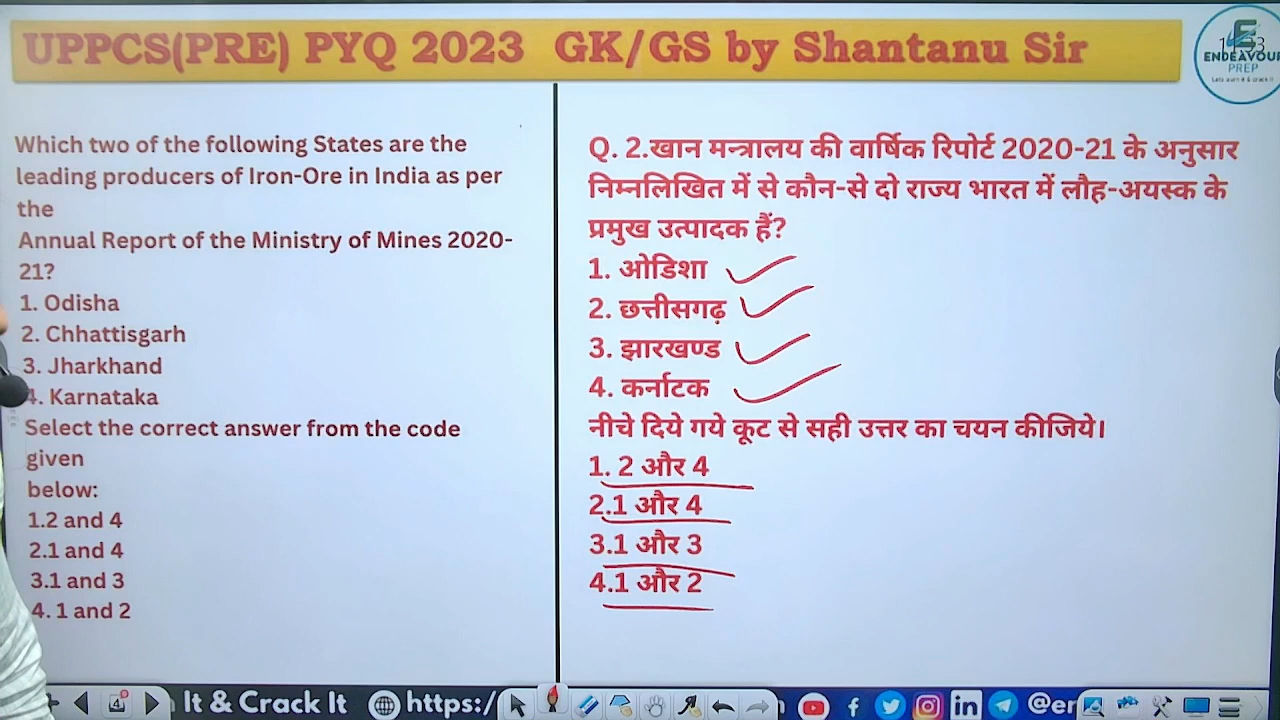 UPPCS(PRE) PYQ 2023 GK/GS by Shantanu Sir
ENDEAVOUR
PREP
Which two of the following States are the
leading producers of Iron-Ore in India as per
the
Annual Report of the Ministry of Mines 2020-
21?
1. Odisha
2. Chhattisgarh
3. Jharkhand
4. Karnataka
Select the correct answer from the code
given
below:
1.2 and 4
2.1 and 4
3.1 and 3
4. 1 and 2
Q. 2.खान मन्त्रालय की वार्षिक रिपोर्ट 2020-21 के अनुसार
निम्नलिखित में से कौन-से दो राज्य भारत में लौह-अयस्क के
प्रमुख उत्पादक हैं?
1. ओडिशा
2. छत्तीसगढ़
3. झारखण्ड
4. कर्नाटक
नीचे दिये गये कूट से सही उत्तर का चयन कीजिये।
1. 2 और 4
2.1 और 4
3.1 और 3
4.1 और 2
It & Crack It https:/ @er